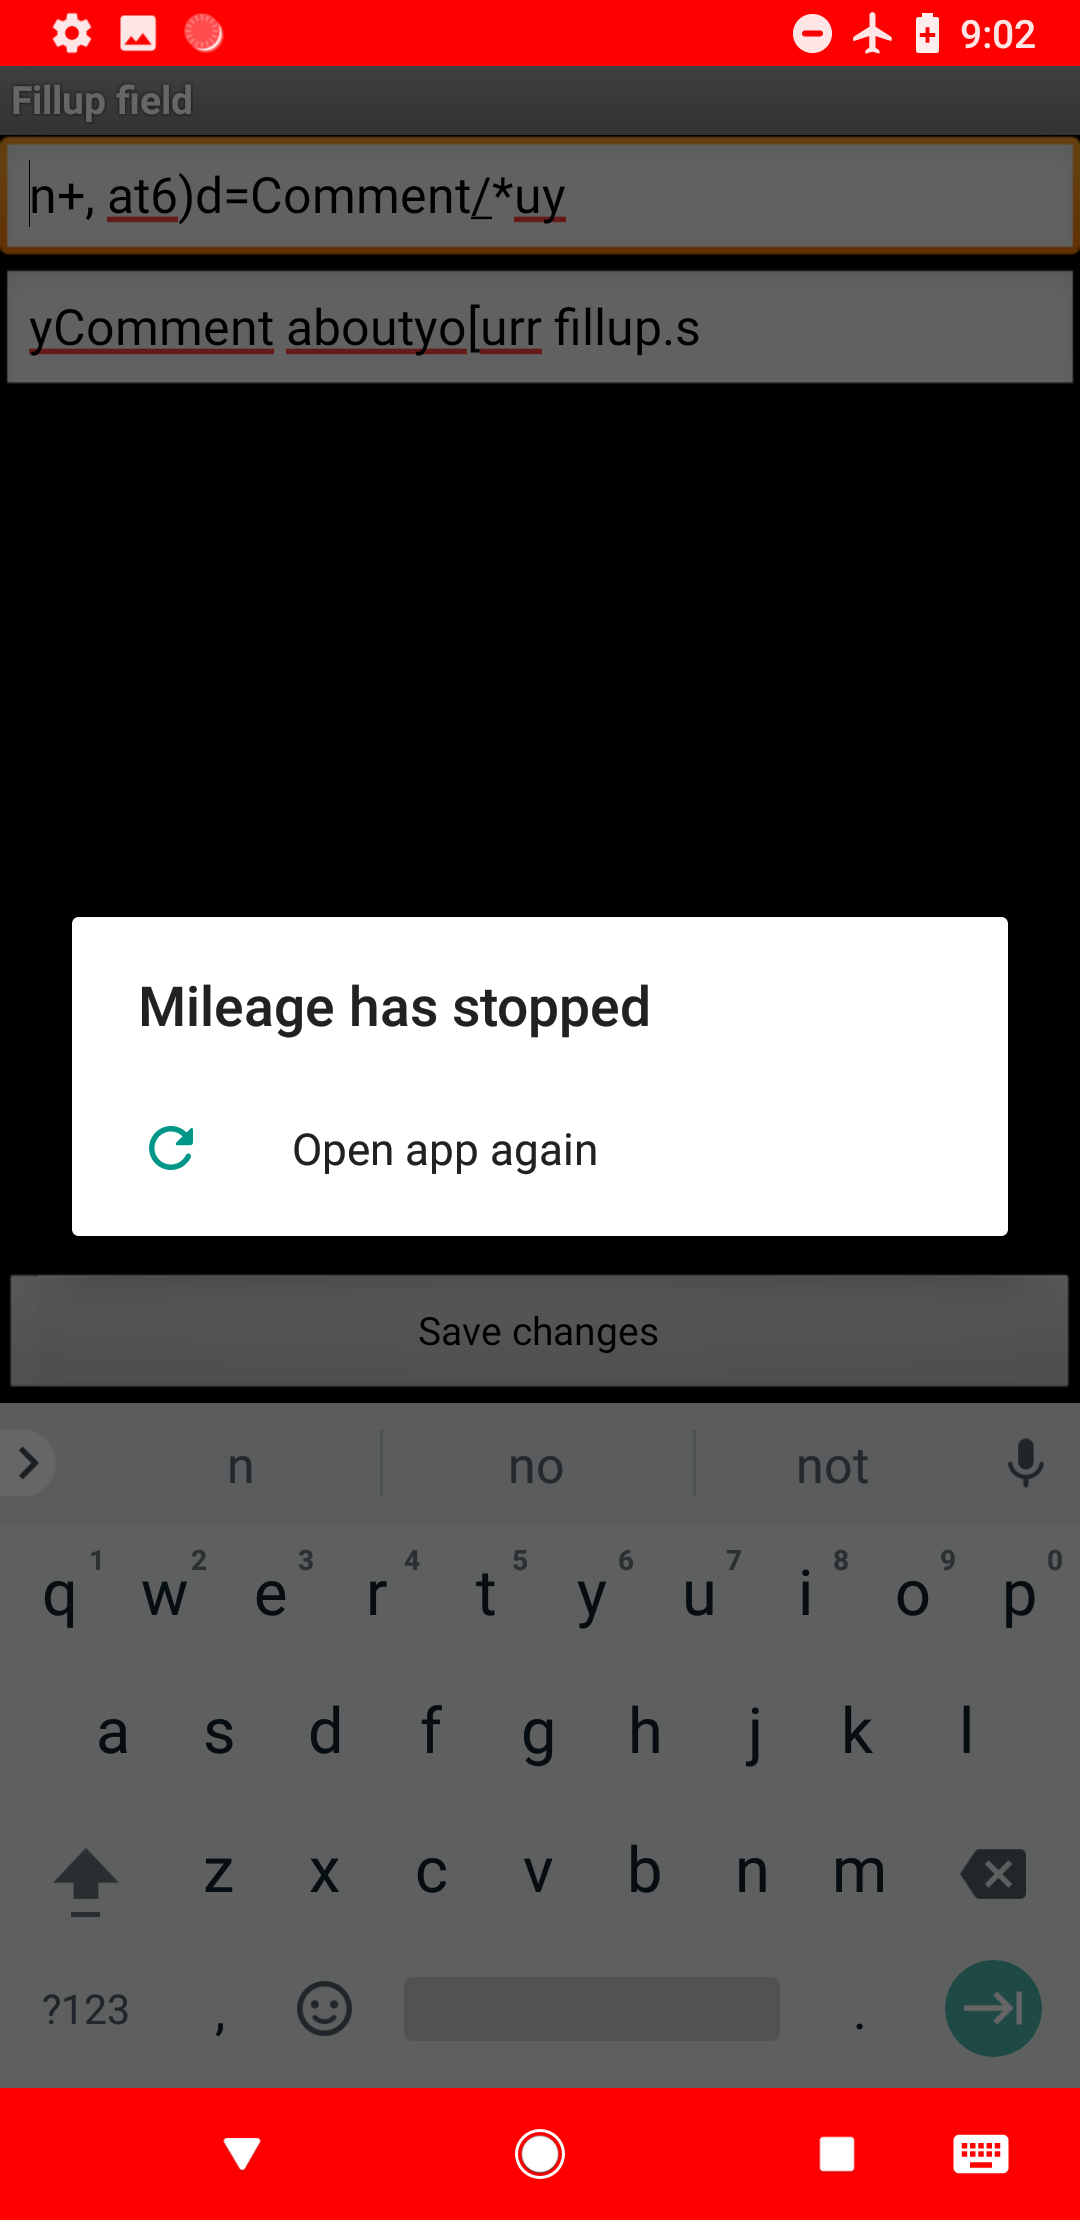 9:02
Fillup field
n+, at6)d=Comment/*uy
yComment aboutyo[urr fillup.s
Mileage has stopped
Open app again
Save changes
n no not
1 2 3 4 5 6 7 8 9 0
q w e r t y u i o p
a s d f g h j k l
z x c v b n m
?123 , .